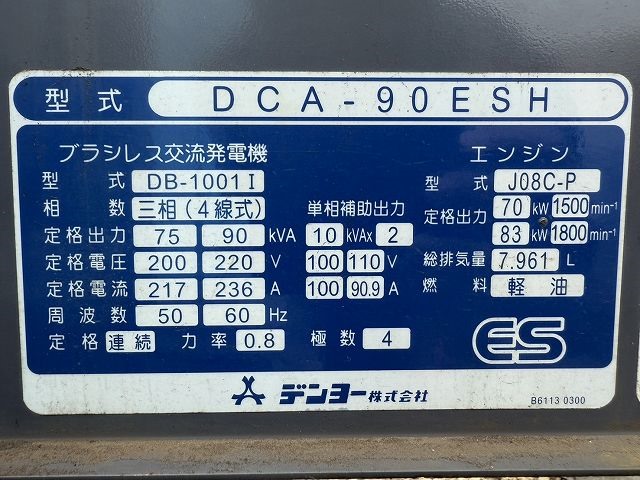 型式 DCA-90ESH
ブラシレス交流発電機
型式 DB-1001I
相数 三相(4線式) 単相補助出力
定格出力 75 90 kVA 10 kVAx 2
定格電圧 200 220 V 100 110 V
定格電流 217 236 A 100 90.9 A
周波数 50 60 Hz
定格 連続 力率 0.8 極数 4
エンジン
型式 J08C-P
定格出力 70 kW 1500 min⁻¹
83 kW 1800 min⁻¹
総排気量 7.961 L
燃料 軽油
ES
デンヨー株式会社
B6113 0300